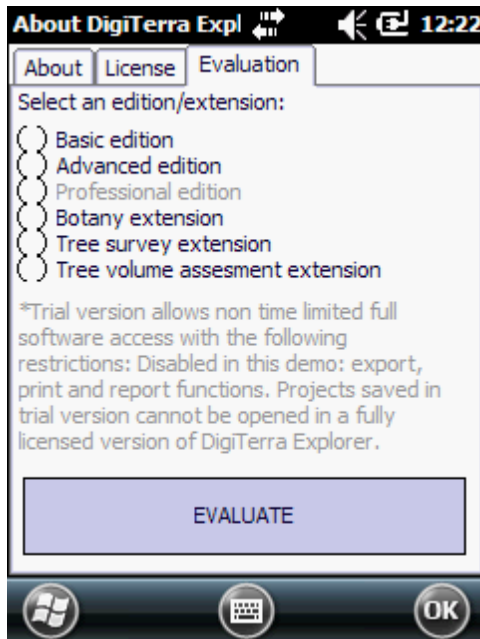 About DigiTerra Expl 12:22
About License Evaluation
Select an edition/extension:
Basic edition
Advanced edition
Professional edition
Botany extension
Tree survey extension
Tree volume assesment extension
*Trial version allows non time limited full
software access with the following
restrictions: Disabled in this demo: export,
print and report functions. Projects saved in
trial version cannot be opened in a fully
licensed version of DigiTerra Explorer.
EVALUATE
OK